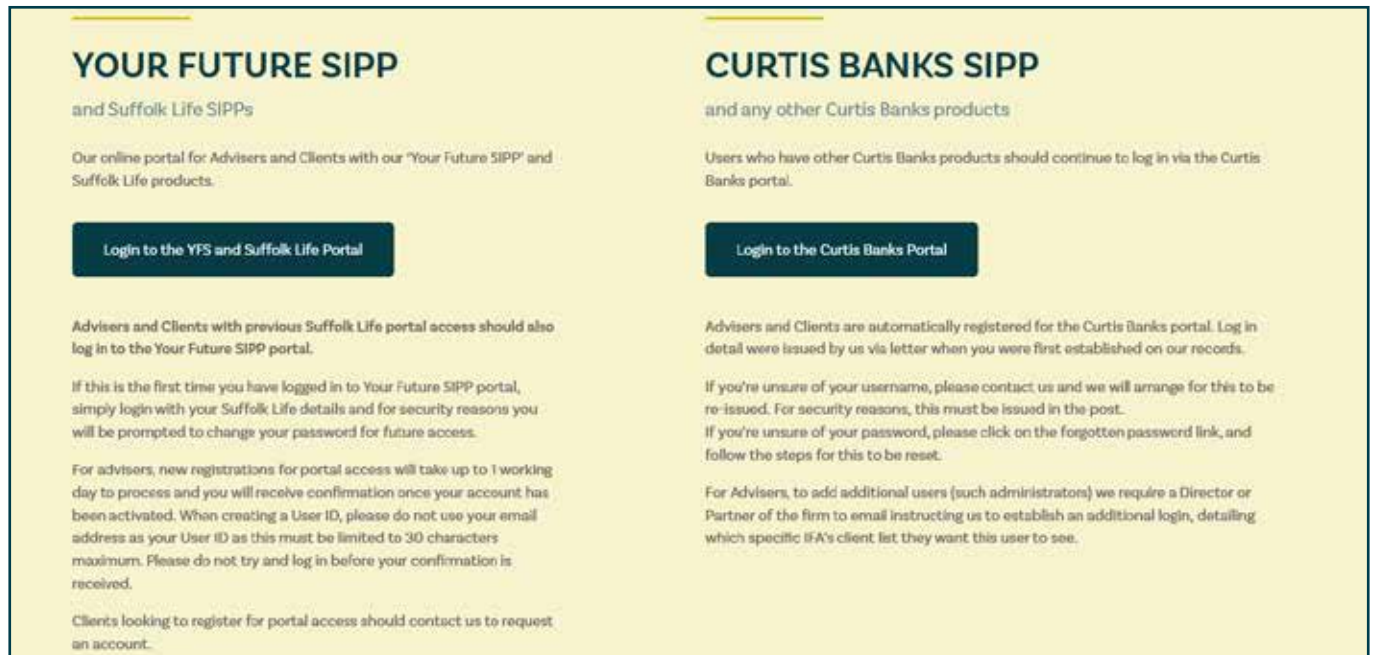 YOUR FUTURE SIPP
and Suffolk Life SIPPs
Our online portal for Advisers and Clients with our 'Your Future SIPP' and
Suffolk Life products.
Login to the YFS and Suffolk Life Portal
Advisers and Clients with previous Suffolk Life portal access should also
log in to the Your Future SIPP portal.
If this is the first time you have logged in to Your Future SIPP portal,
simply login with your Suffolk Life details and for security reasons you
will be prompted to change your password for future access.
For advisers, new registrations for portal access will take up to 1 working
day to process and you will receive confirmation once your account has
been activated. When creating a User ID, please do not use your email
address as your User ID as this must be limited to 30 characters
maximum. Please do not try and log in before your confirmation is
received.
Clients looking to register for portal access should contact us to request
an account.
CURTIS BANKS SIPP
and any other Curtis Banks products
Users who have other Curtis Banks products should continue to log in via the Curtis
Banks portal.
Login to the Curtis Banks Portal
Advisers and Clients are automatically registered for the Curtis Banks portal. Log in
detail were issued by us via letter when you were first established on our records.
If you're unsure of your username, please contact us and we will arrange for this to be
re-issued. For security reasons, this must be issued in the post.
If you're unsure of your password, please click on the forgotten password link, and
follow the steps for this to be reset.
For Advisers, to add additional users (such administrators) we require a Director or
Partner of the firm to email instructing us to establish an additional login, detailing
which specific IFA's client list they want this user to see.